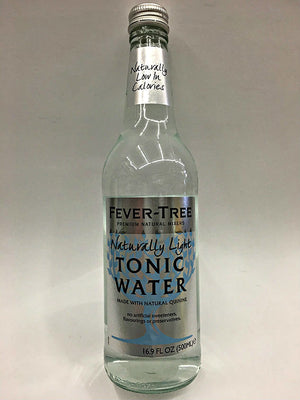 Naturally
Low In
Calories
FEVER-TREE
PREMIUM NATURAL MIXERS
Naturally Light
TONIC
WATER
MADE WITH NATURAL QUININE
no artificial sweeteners,
flavourings or preservatives.
16.9 FL OZ (500ML)e